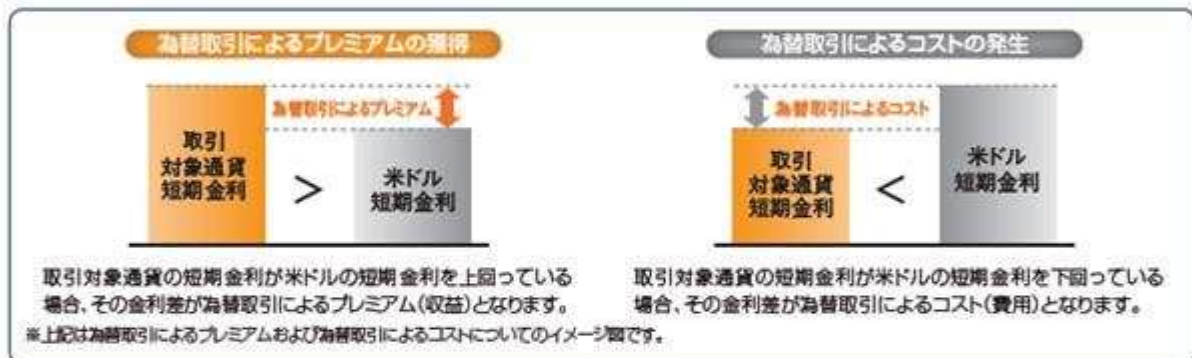 為替取引によるプレミアムの獲得
為替取引によるプレミアム
取引
対象通貨
短期金利
>
米ドル
短期金利
取引対象通貨の短期金利が米ドルの短期金利を上回っている
場合、その金利差が為替取引によるプレミアム(収益)となります。
為替取引によるコストの発生
為替取引によるコスト
取引
対象通貨
短期金利
<
米ドル
短期金利
取引対象通貨の短期金利が米ドルの短期金利を下回っている
場合、その金利差が為替取引によるコスト(費用)となります。
※上記は為替取引によるプレミアムおよび為替取引によるコストについてのイメージ図です。